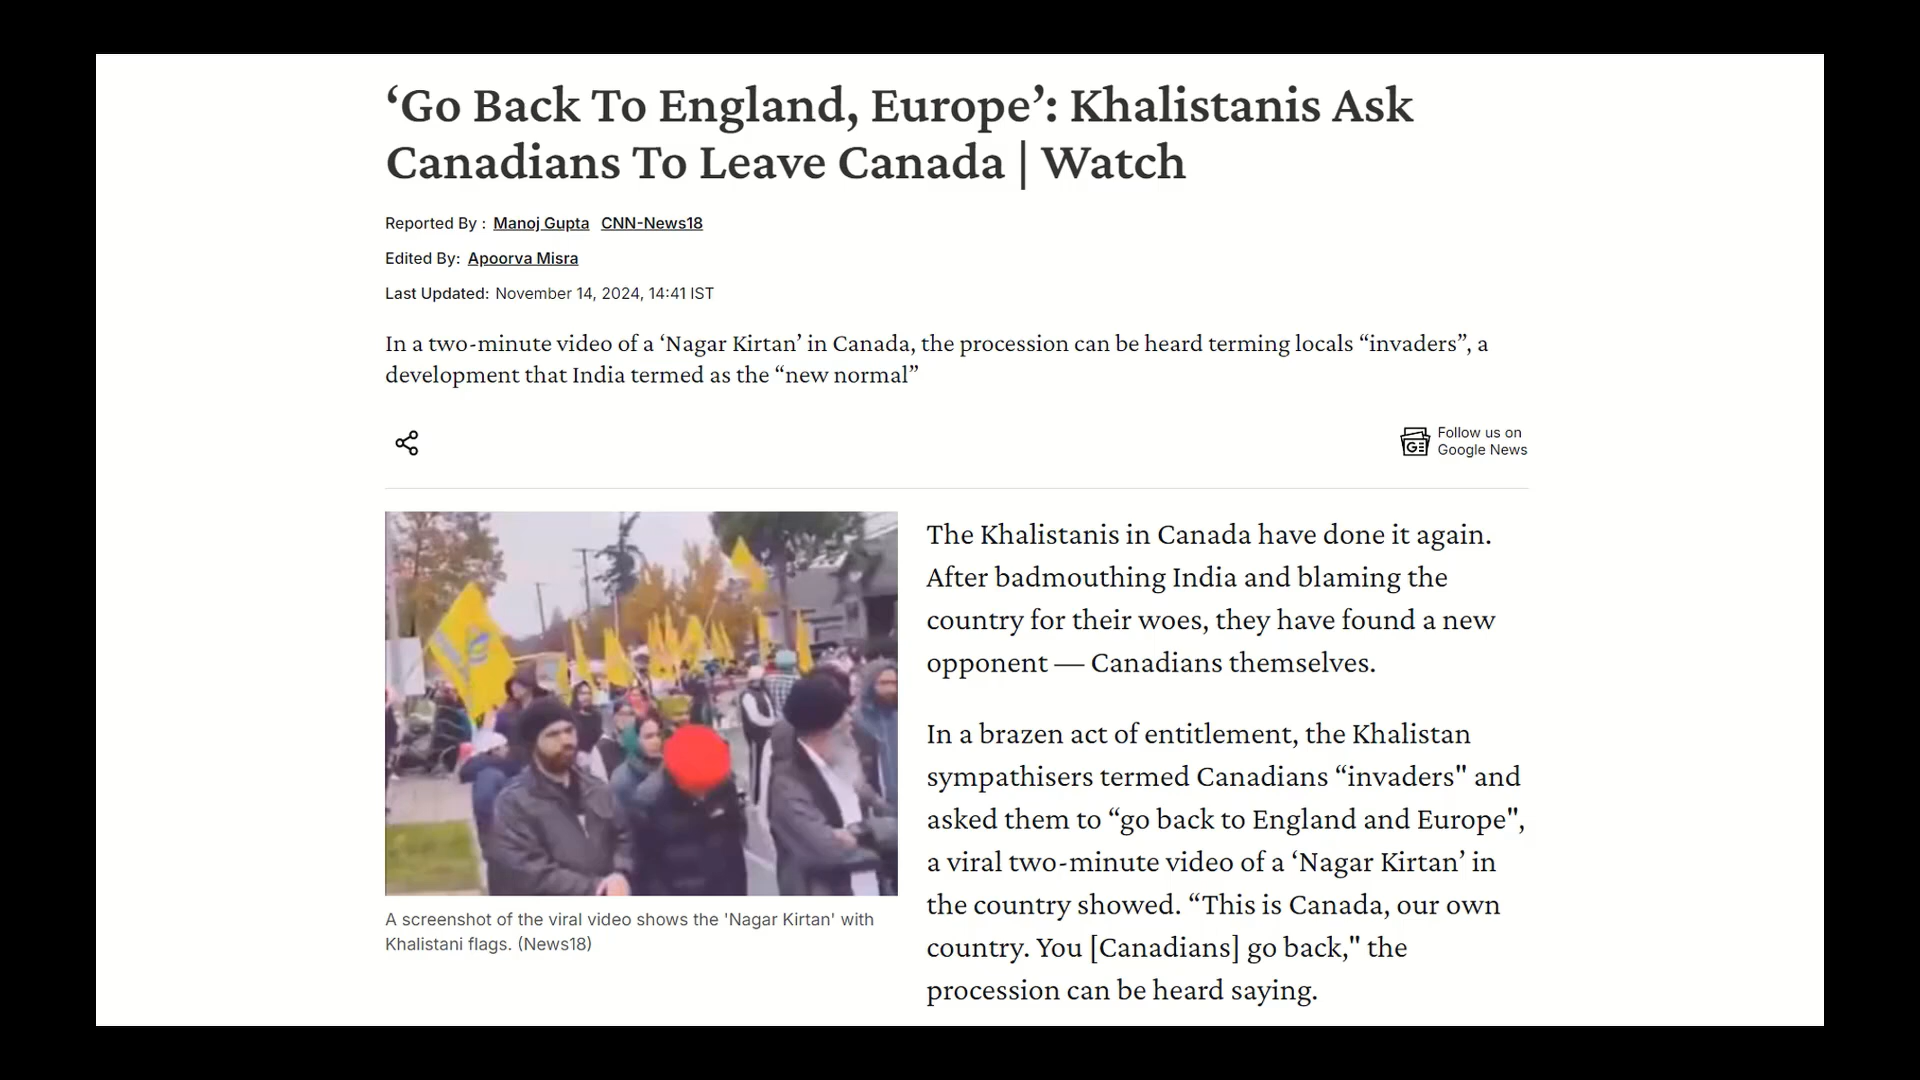 ‘Go Back To England, Europe’: Khalistanis Ask
Canadians To Leave Canada | Watch
Reported By : Manoj Gupta CNN-News18
Edited By: Apoorva Misra
Last Updated: November 14, 2024, 14:41 IST
In a two-minute video of a ‘Nagar Kirtan’ in Canada, the procession can be heard terming locals “invaders”, a
development that India termed as the “new normal”
Follow us on
Google News
The Khalistanis in Canada have done it again.
After badmouthing India and blaming the
country for their woes, they have found a new
opponent — Canadians themselves.
In a brazen act of entitlement, the Khalistan
sympathisers termed Canadians “invaders" and
asked them to “go back to England and Europe",
a viral two-minute video of a ‘Nagar Kirtan’ in
the country showed. “This is Canada, our own
country. You [Canadians] go back," the
procession can be heard saying.
A screenshot of the viral video shows the 'Nagar Kirtan' with
Khalistani flags. (News18)